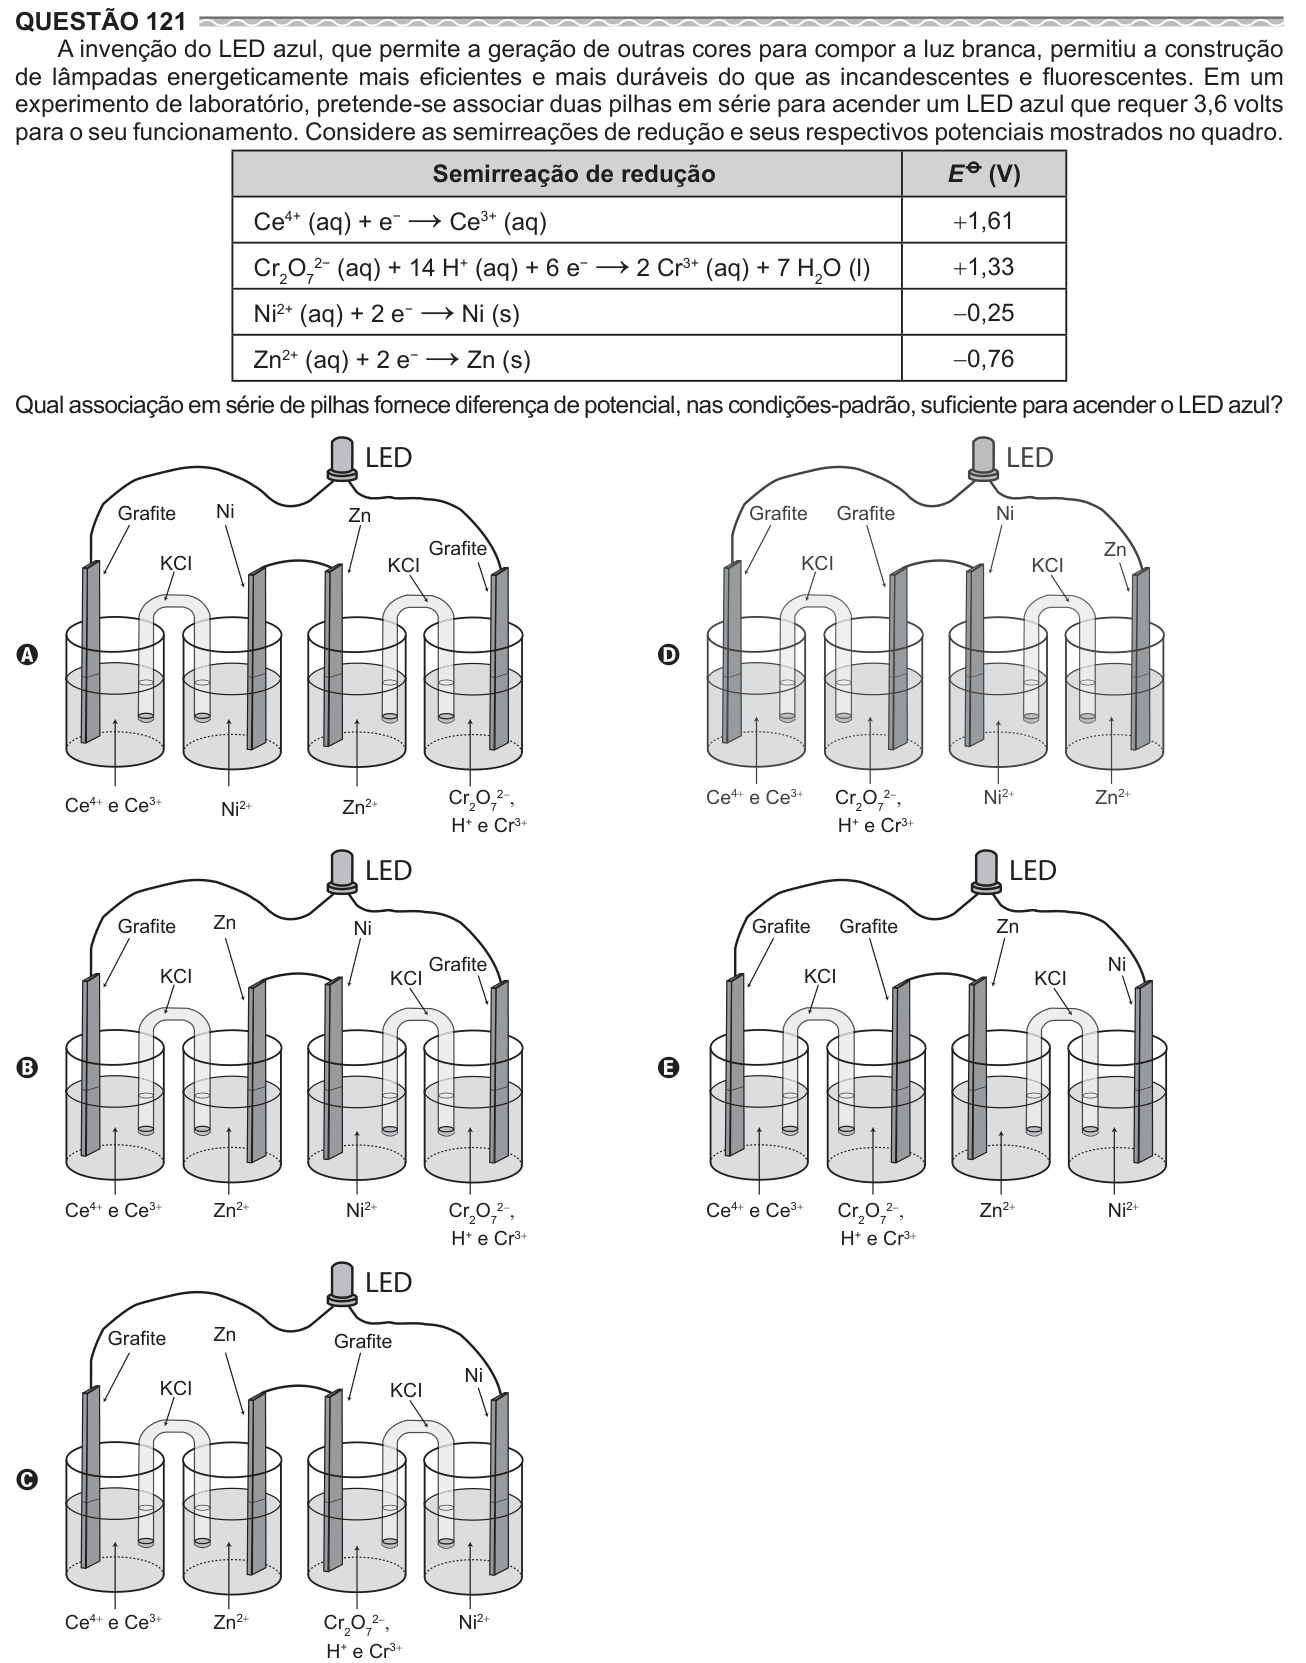 QUESTÃO 121
A invenção do LED azul, que permite a geração de outras cores para compor a luz branca, permitiu a construção
de lâmpadas energeticamente mais eficientes e mais duráveis do que as incandescentes e fluorescentes. Em um
experimento de laboratório, pretende-se associar duas pilhas em série para acender um LED azul que requer 3,6 volts
para o seu funcionamento. Considere as semirreações de redução e seus respectivos potenciais mostrados no quadro.
Semirreação de redução E⦵ (V)
Ce⁴⁺ (aq) + e⁻ ⟶ Ce³⁺ (aq) +1,61
Cr₂O₇²⁻ (aq) + 14 H⁺ (aq) + 6 e⁻ ⟶ 2 Cr³⁺ (aq) + 7 H₂O (l) +1,33
Ni²⁺ (aq) + 2 e⁻ ⟶ Ni (s) −0,25
Zn²⁺ (aq) + 2 e⁻ ⟶ Zn (s) −0,76
Qual associação em série de pilhas fornece diferença de potencial, nas condições-padrão, suficiente para acender o LED azul?
A
LED
Grafite Ni Zn Grafite
KCl KCl
Ce⁴⁺ e Ce³⁺ Ni²⁺ Zn²⁺ Cr₂O₇²⁻,
H⁺ e Cr³⁺
B
LED
Grafite Zn Ni Grafite
KCl KCl
Ce⁴⁺ e Ce³⁺ Zn²⁺ Ni²⁺ Cr₂O₇²⁻,
H⁺ e Cr³⁺
C
LED
Grafite Zn Grafite Ni
KCl KCl
Ce⁴⁺ e Ce³⁺ Zn²⁺ Cr₂O₇²⁻, Ni²⁺
H⁺ e Cr³⁺
D
LED
Grafite Grafite Ni Zn
KCl KCl
Ce⁴⁺ e Ce³⁺ Cr₂O₇²⁻, Ni²⁺ Zn²⁺
H⁺ e Cr³⁺
E
LED
Grafite Grafite Zn Ni
KCl KCl
Ce⁴⁺ e Ce³⁺ Cr₂O₇²⁻, Zn²⁺ Ni²⁺
H⁺ e Cr³⁺